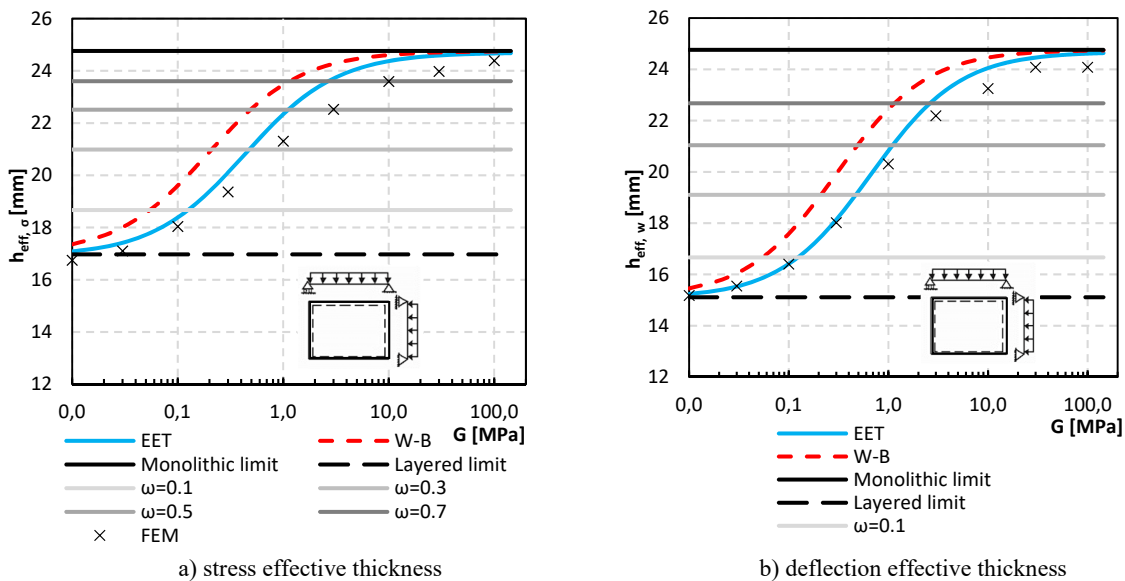 26
24
22
20
18
16
14
12
h_eff, σ [mm]
0,0 0,1 1,0 10,0 100,0
G [MPa]
EET W-B
Monolithic limit Layered limit
ω=0.1 ω=0.3
ω=0.5 ω=0.7
FEM
a) stress effective thickness
26
24
22
20
18
16
14
12
h_eff, w [mm]
0,0 0,1 1,0 10,0 100,0
G [MPa]
EET
W-B
Monolithic limit
Layered limit
ω=0.1
b) deflection effective thickness